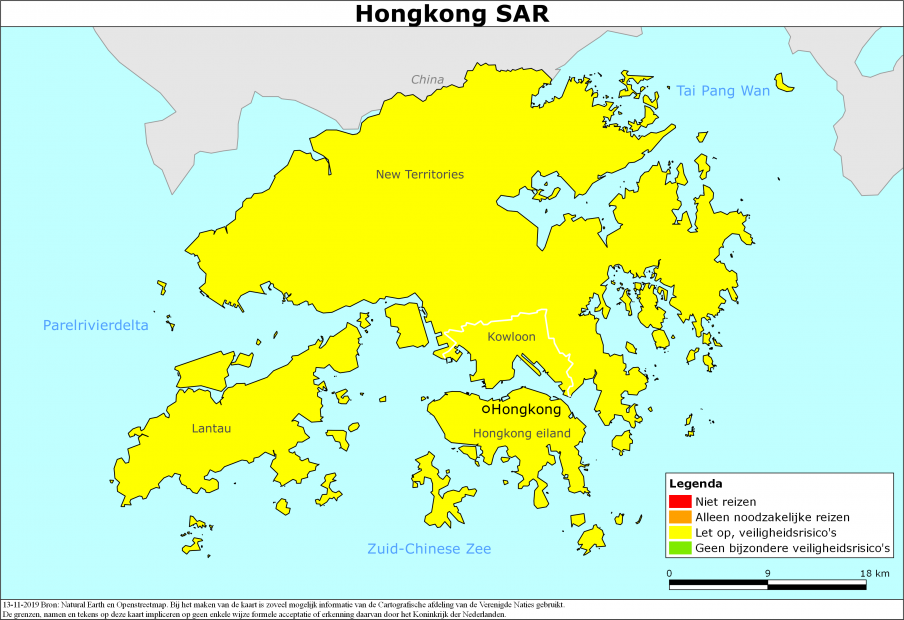 Hongkong SAR
China
Tai Pang Wan
New Territories
Parelrivierdelta
Kowloon
Hongkong
Lantau
Hongkong eiland
Zuid-Chinese Zee
Legenda
Niet reizen
Alleen noodzakelijke reizen
Let op, veiligheidsrisico's
Geen bijzondere veiligheidsrisico's
0 9 18 km
13-11-2019 Bron: Natural Earth en Openstreetmap. Bij het maken van de kaart is zoveel mogelijk informatie van de Cartografische afdeling van de Verenigde Naties gebruikt.
De grenzen, namen en tekens op deze kaart impliceren op geen enkele wijze formele acceptatie of erkenning daarvan door het Koninkrijk der Nederlanden.